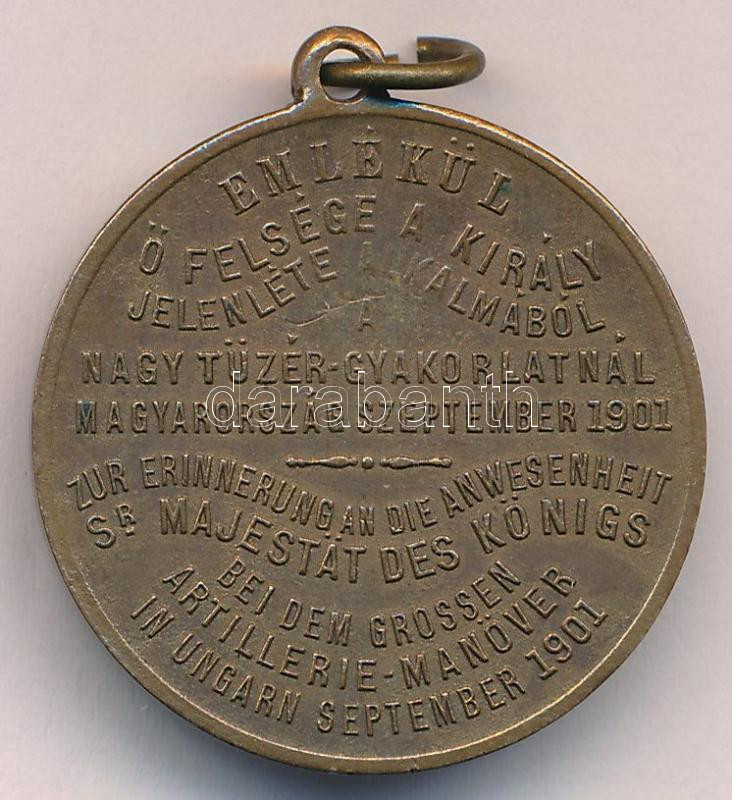 EMLÉKÜL
Ő FELSÉGE A KIRÁLY
JELENLÉTE ALKALMÁBÓL
A
NAGY TÜZÉR-GYAKORLATNÁL
darabanth
MAGYARORSZÁG SZEPTEMBER 1901
ZUR ERINNERUNG AN DIE ANWESENHEIT
SR MAJESTÄT DES KÖNIGS
BEI DEM GROSSEN
ARTILLERIE-MANÖVER
IN UNGARN SEPTEMBER 1901